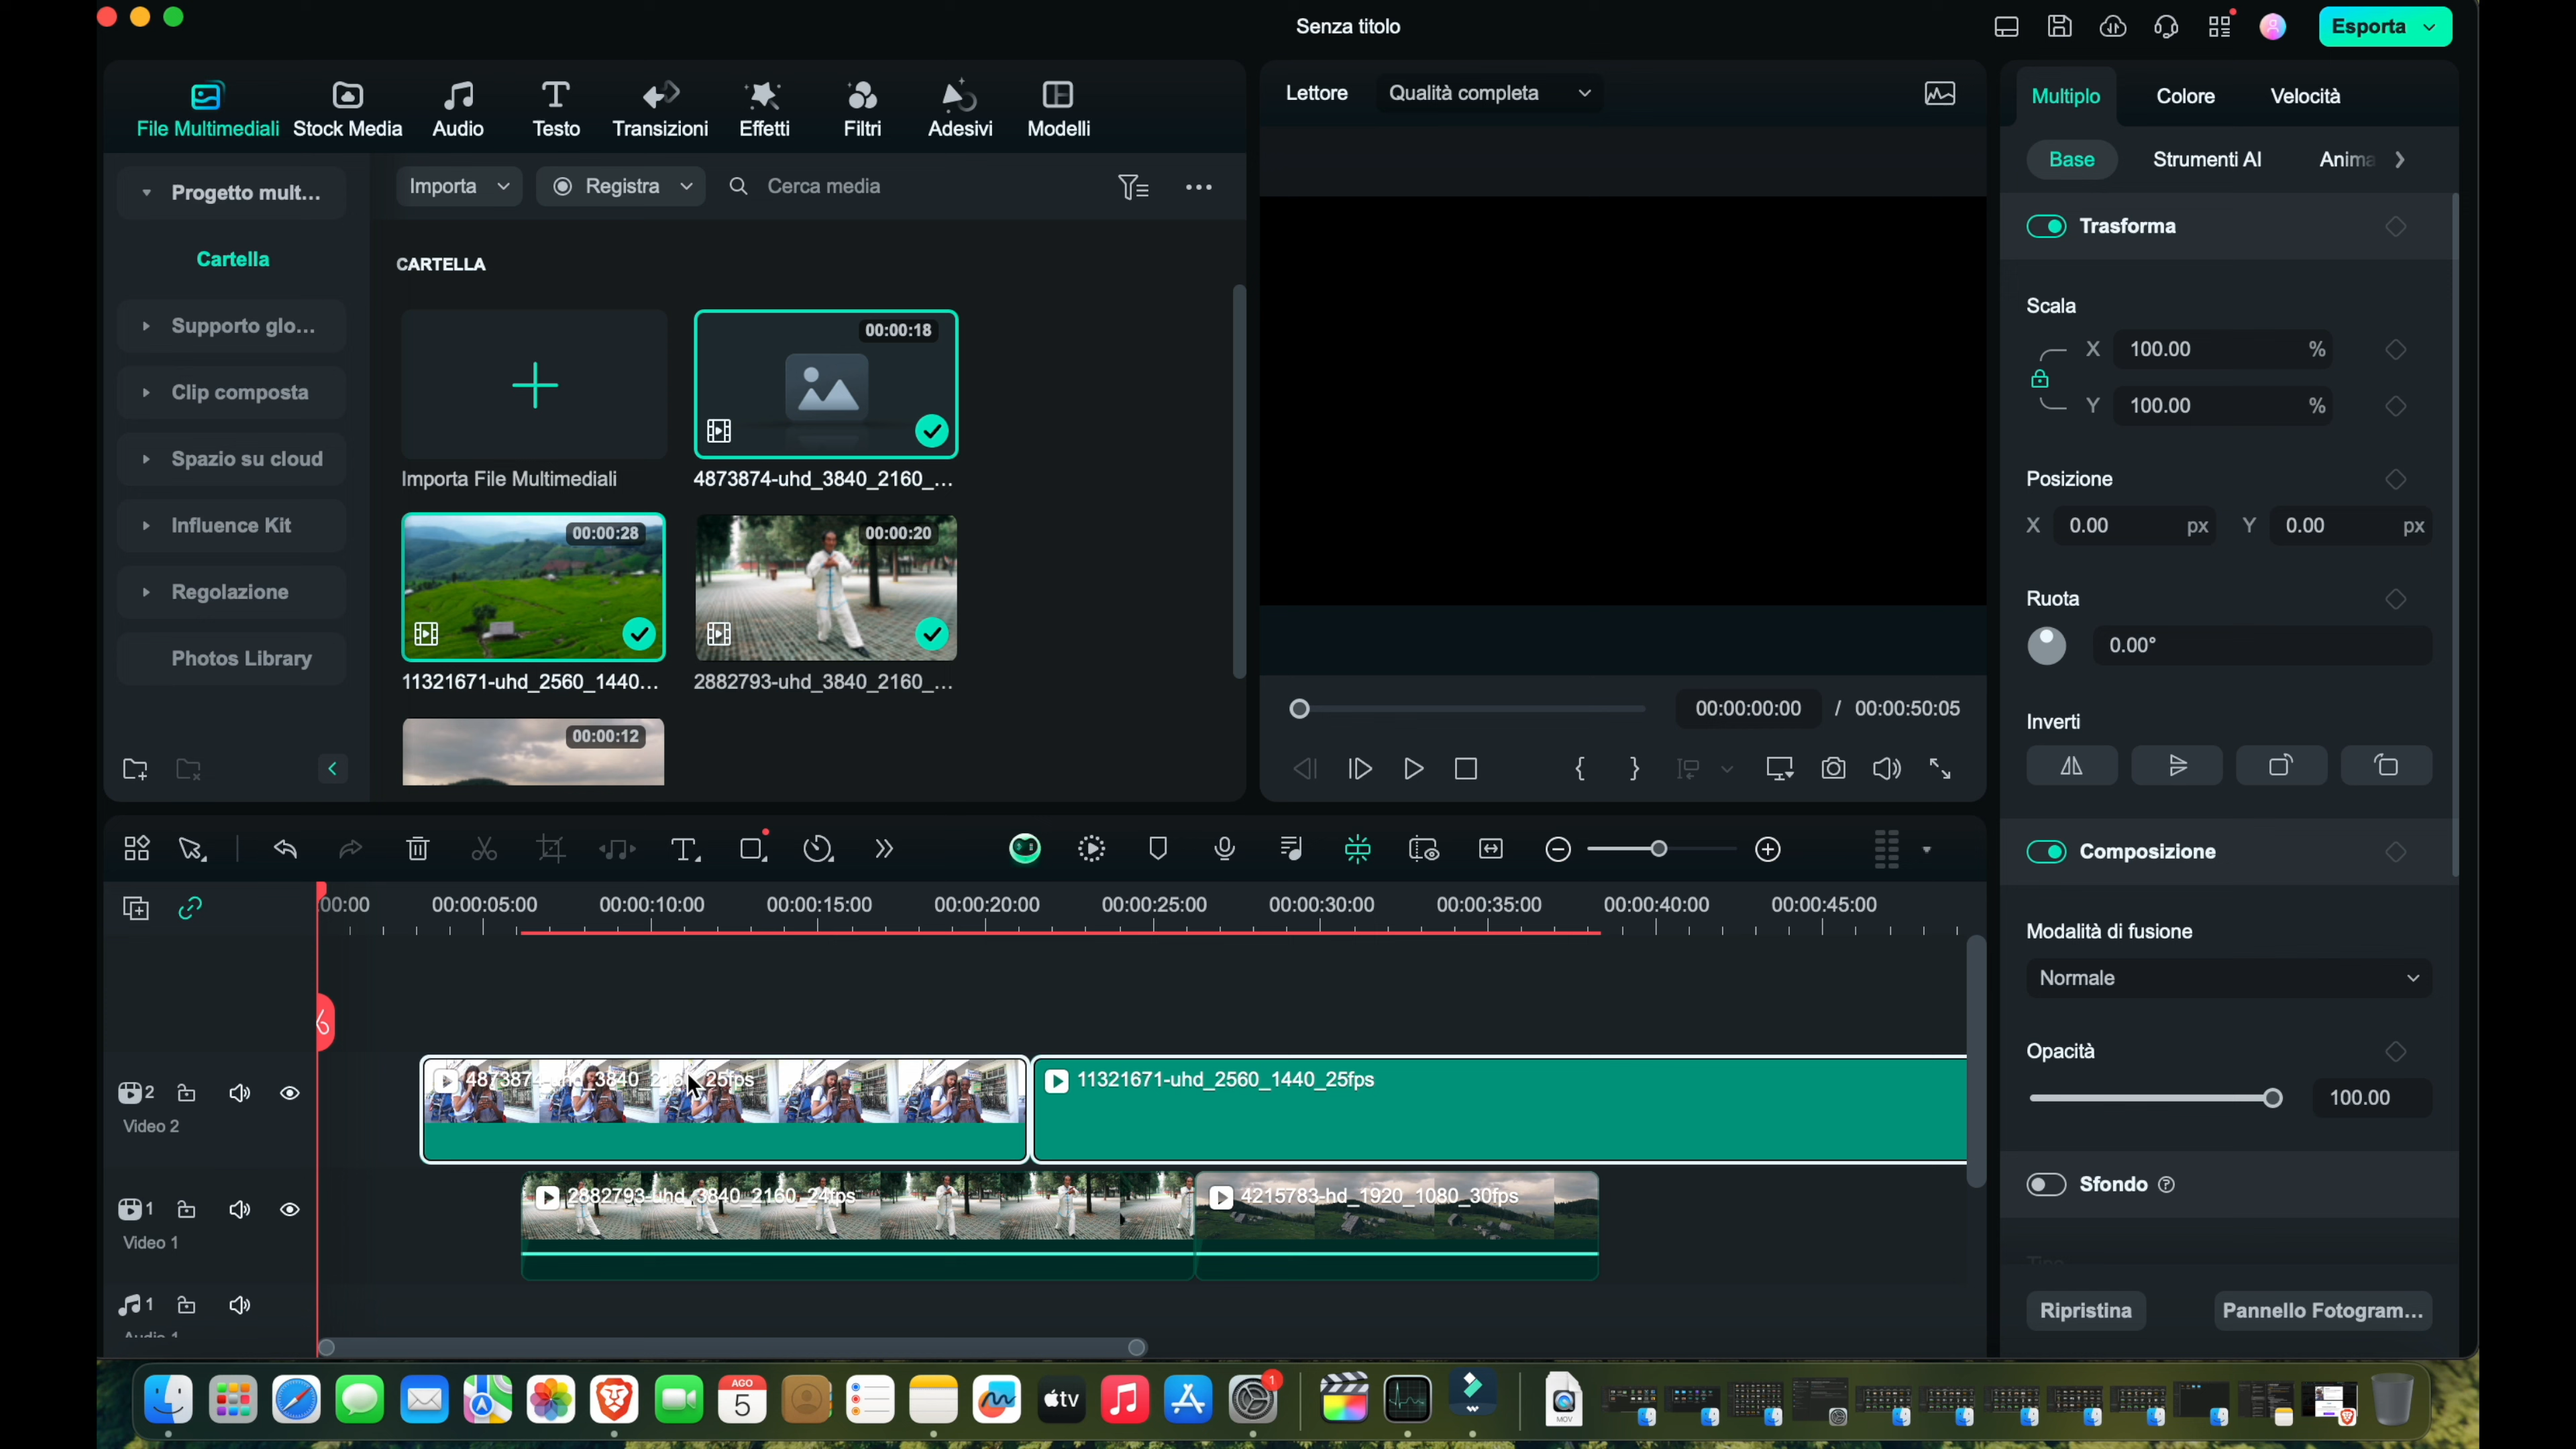 Senza titolo
Esporta
File Multimediali
Stock Media
Audio
Testo
Transizioni
Effetti
Filtri
Adesivi
Modelli
Lettore
Qualità completa
Multiplo
Colore
Velocità
Base
Strumenti AI
Anima
Progetto mult...
Cartella
Supporto glo...
Clip composta
Spazio su cloud
Influence Kit
Regolazione
Photos Library
Importa
Registra
Cerca media
CARTELLA
Importa File Multimediali
00:00:18
4873874-uhd_3840_2160_...
00:00:28
11321671-uhd_2560_1440...
00:00:20
2882793-uhd_3840_2160_...
00:00:12
00:00:00:00 / 00:00:50:05
Trasforma
Scala
X 100.00 %
Y 100.00 %
Posizione
X 0.00 px Y 0.00 px
Ruota
0.00°
Inverti
Composizione
Modalità di fusione
Normale
Opacità
100.00
Sfondo
Ripristina
Pannello Fotogram...
:00:00 00:00:05:00 00:00:10:00 00:00:15:00 00:00:20:00 00:00:25:00 00:00:30:00 00:00:35:00 00:00:40:00 00:00:45:00
2
Video 2
11321671-uhd_2560_1440_25fps
1
Video 1
2882793-uhd_3840_2160_24fps
4215783-hd_1920_1080_30fps
1
Audio 1
AGO
5
tv
1
MOV